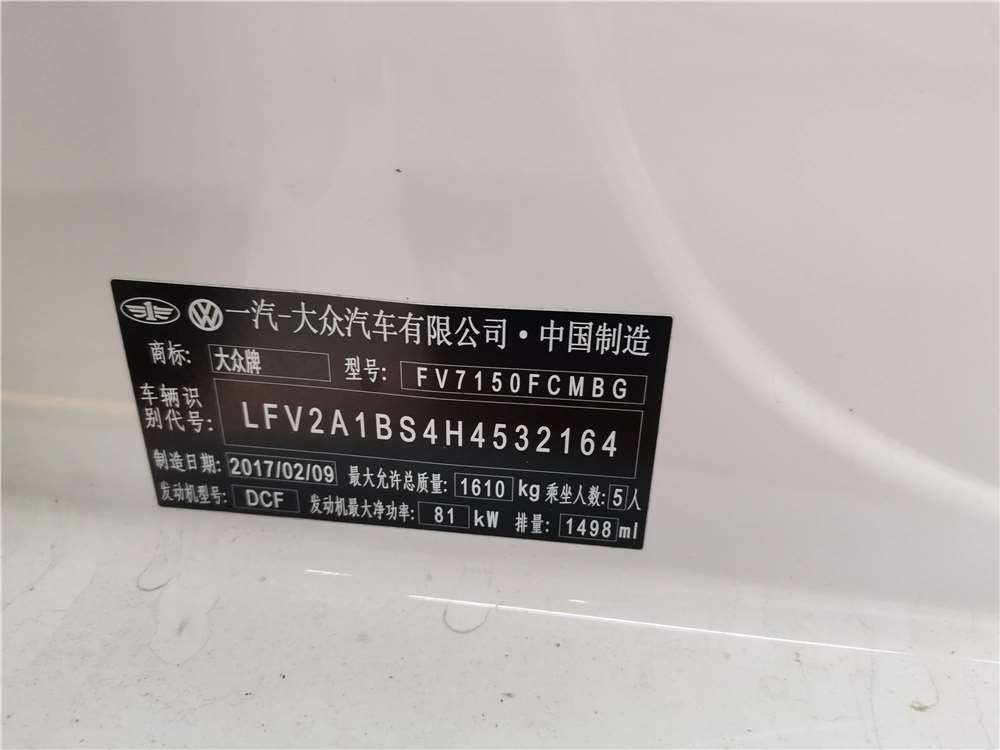 一汽-大众汽车有限公司·中国制造
商标: 大众牌 型号: FV7150FCMBG
车辆识别代号: LFV2A1BS4H4532164
制造日期: 2017/02/09 最大允许总质量: 1610 kg 乘坐人数: 5 人
发动机型号: DCF 发动机最大净功率: 81 kW 排量: 1498 ml